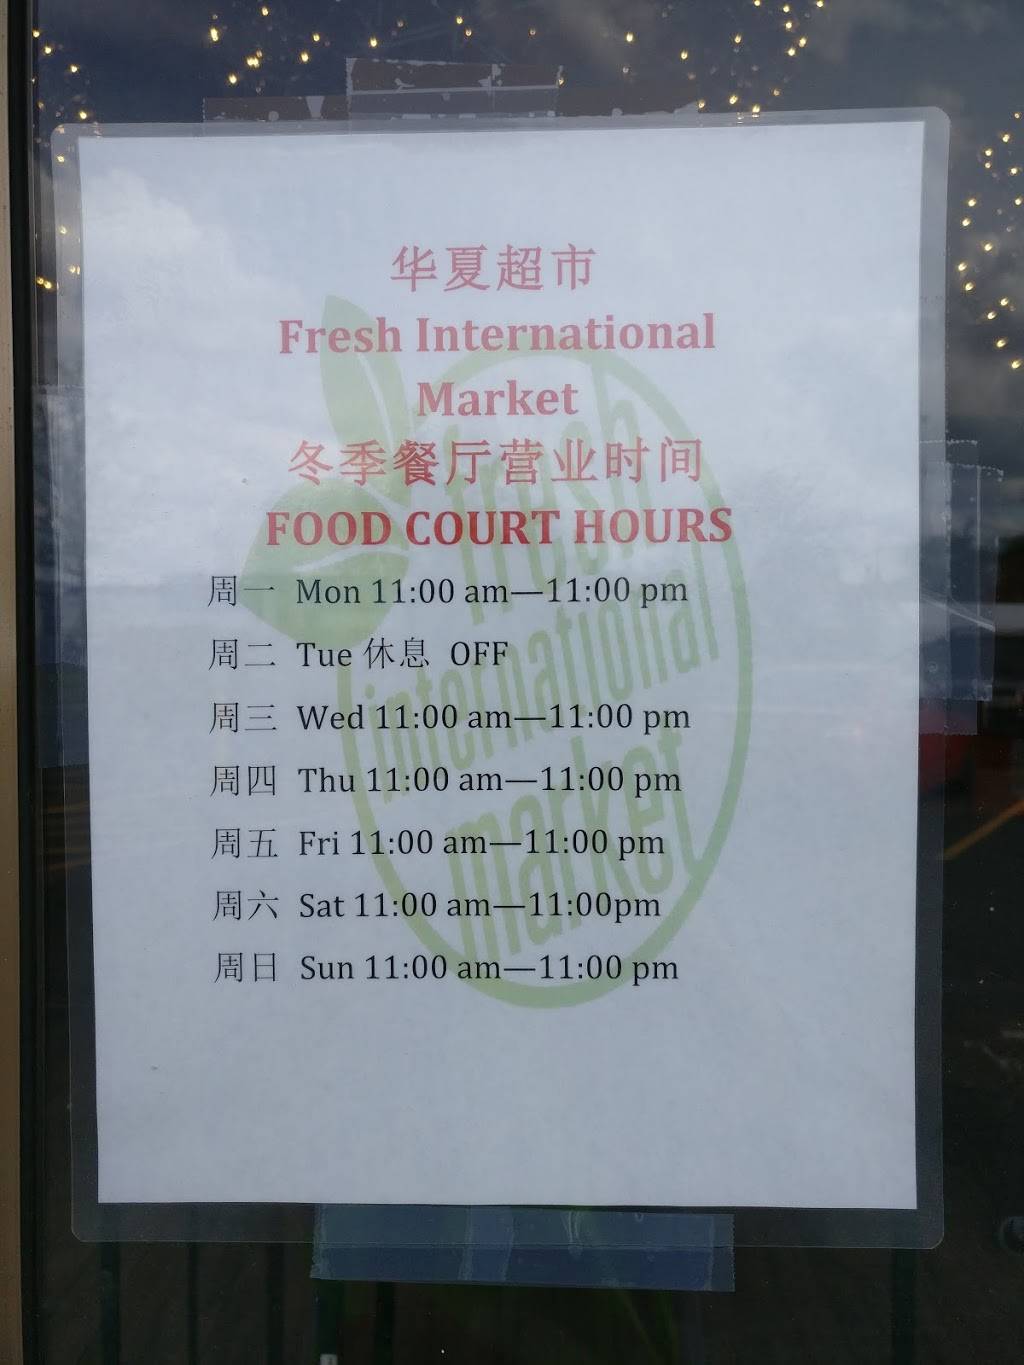 华夏超市
Fresh International
Market
冬季餐厅营业时间
FOOD COURT HOURS
周一 Mon 11:00 am—11:00 pm
周二 Tue 休息 OFF
周三 Wed 11:00 am—11:00 pm
周四 Thu 11:00 am—11:00 pm
周五 Fri 11:00 am—11:00 pm
周六 Sat 11:00 am—11:00pm
周日 Sun 11:00 am—11:00 pm
fresh
international
market